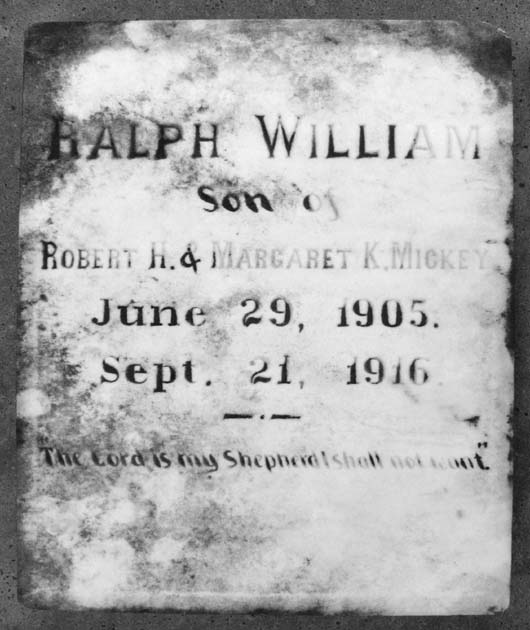 RALPH WILLIAM
Son of
ROBERT H. & MARGARET K. MICKEY
June 29, 1905.
Sept. 21, 1916
"The Lord is my Shepherd I shall not want."